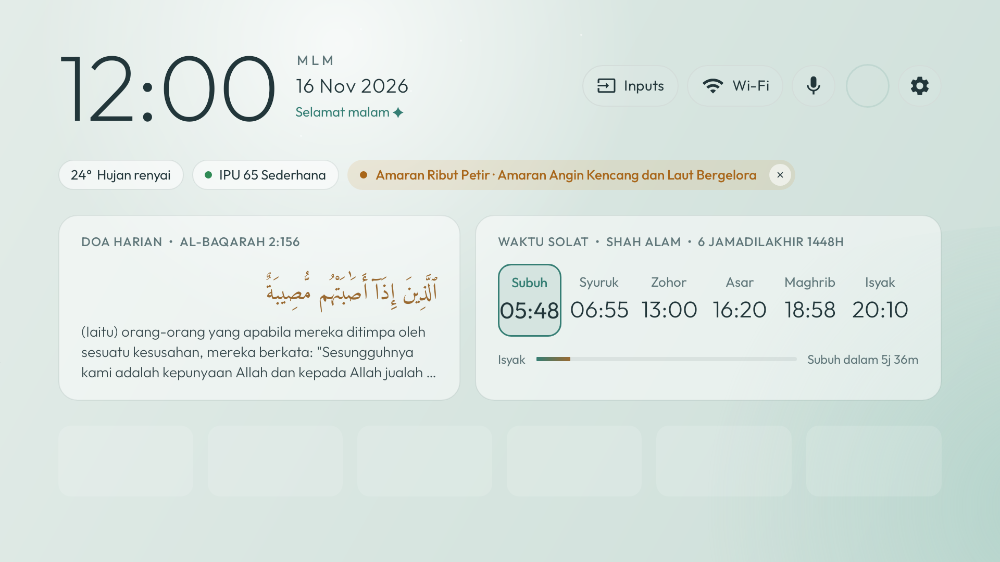 12:00
MLM
16 Nov 2026
Selamat malam
Inputs
Wi-Fi
24° Hujan renyai
IPU 65 Sederhana
Amaran Ribut Petir · Amaran Angin Kencang dan Laut Bergelora
DOA HARIAN • AL-BAQARAH 2:156
ٱلَّذِينَ إِذَآ أَصَٰبَتْهُم مُّصِيبَةٌ
(Iaitu) orang-orang yang apabila mereka ditimpa oleh
sesuatu kesusahan, mereka berkata: "Sesungguhnya
kami adalah kepunyaan Allah dan kepada Allah jualah ...
WAKTU SOLAT • SHAH ALAM • 6 JAMADILAKHIR 1448H
Subuh Syuruk Zohor Asar Maghrib Isyak
05:48 06:55 13:00 16:20 18:58 20:10
Isyak Subuh dalam 5j 36m